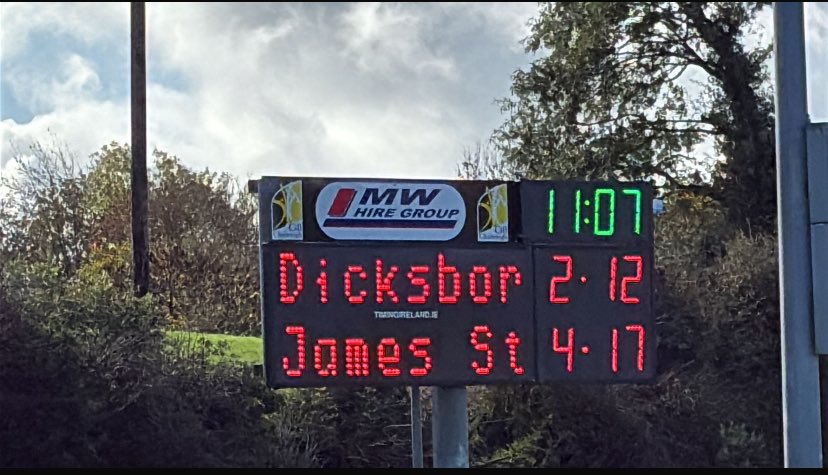 MW
HIRE GROUP
11:07
Dicksbor 2·12
TIMINGIRELAND.IE
James St 4·17